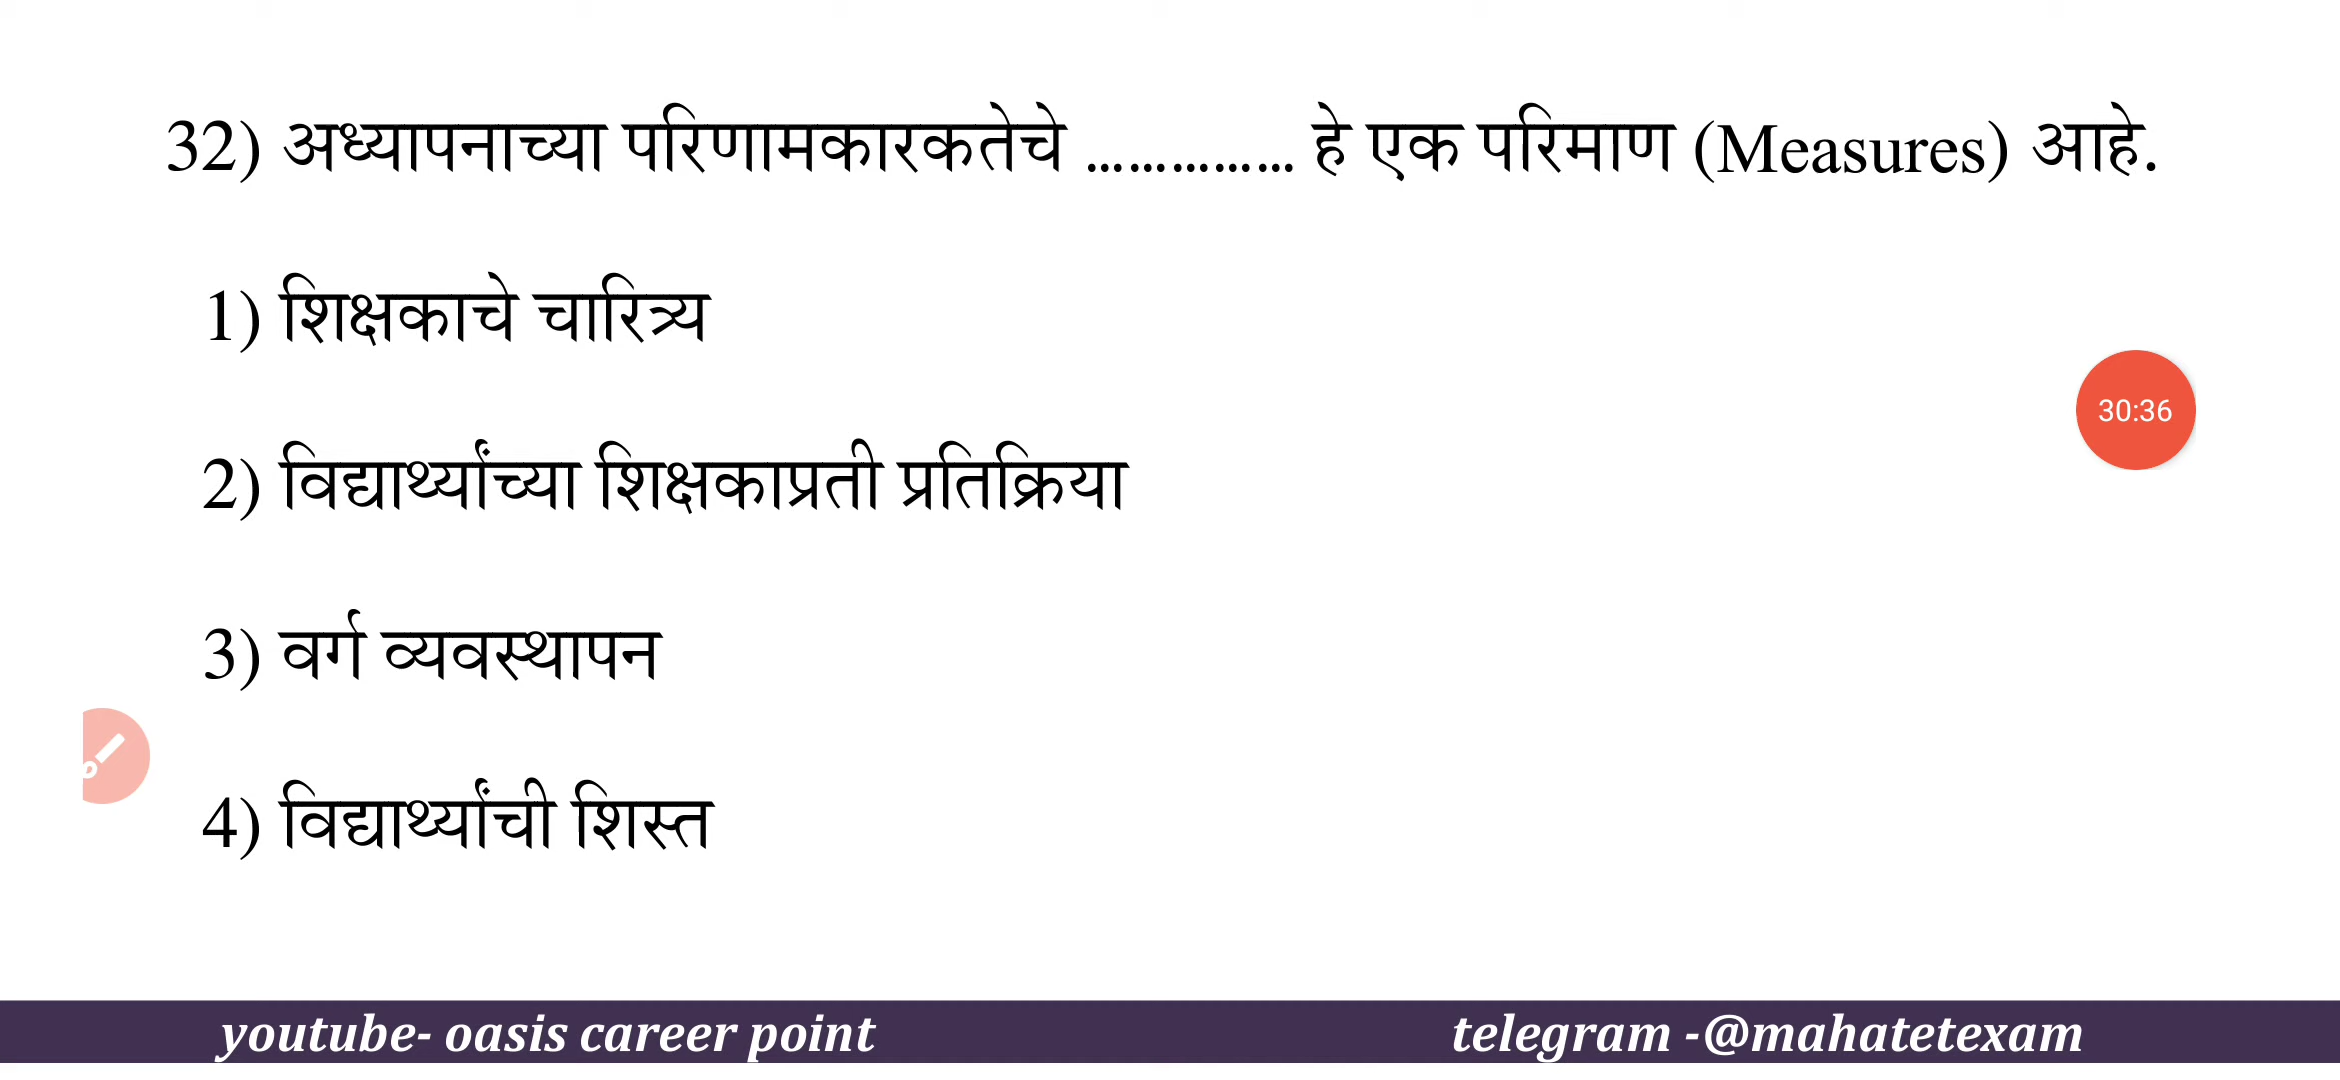 32) अध्यापनाच्या परिणामकारकतेचे ............... हे एक परिमाण (Measures) आहे.
1) शिक्षकाचे चारित्र्य
2) विद्यार्थ्यांच्या शिक्षकाप्रती प्रतिक्रिया
30:36
3) वर्ग व्यवस्थापन
4) विद्यार्थ्यांची शिस्त
youtube- oasis career point telegram -@mahatetexam